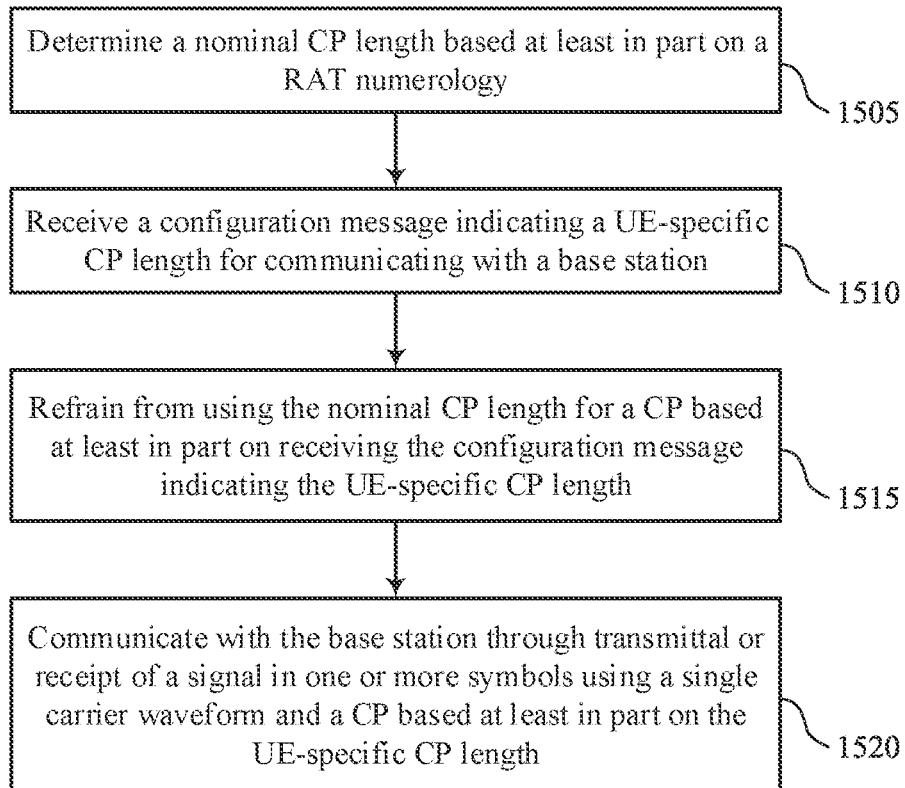 Determine a nominal CP length based at least in part on a
RAT numerology
1505
Receive a configuration message indicating a UE-specific
CP length for communicating with a base station
1510
Refrain from using the nominal CP length for a CP based
at least in part on receiving the configuration message
indicating the UE-specific CP length
1515
Communicate with the base station through transmittal or
receipt of a signal in one or more symbols using a single
carrier waveform and a CP based at least in part on the
UE-specific CP length
1520